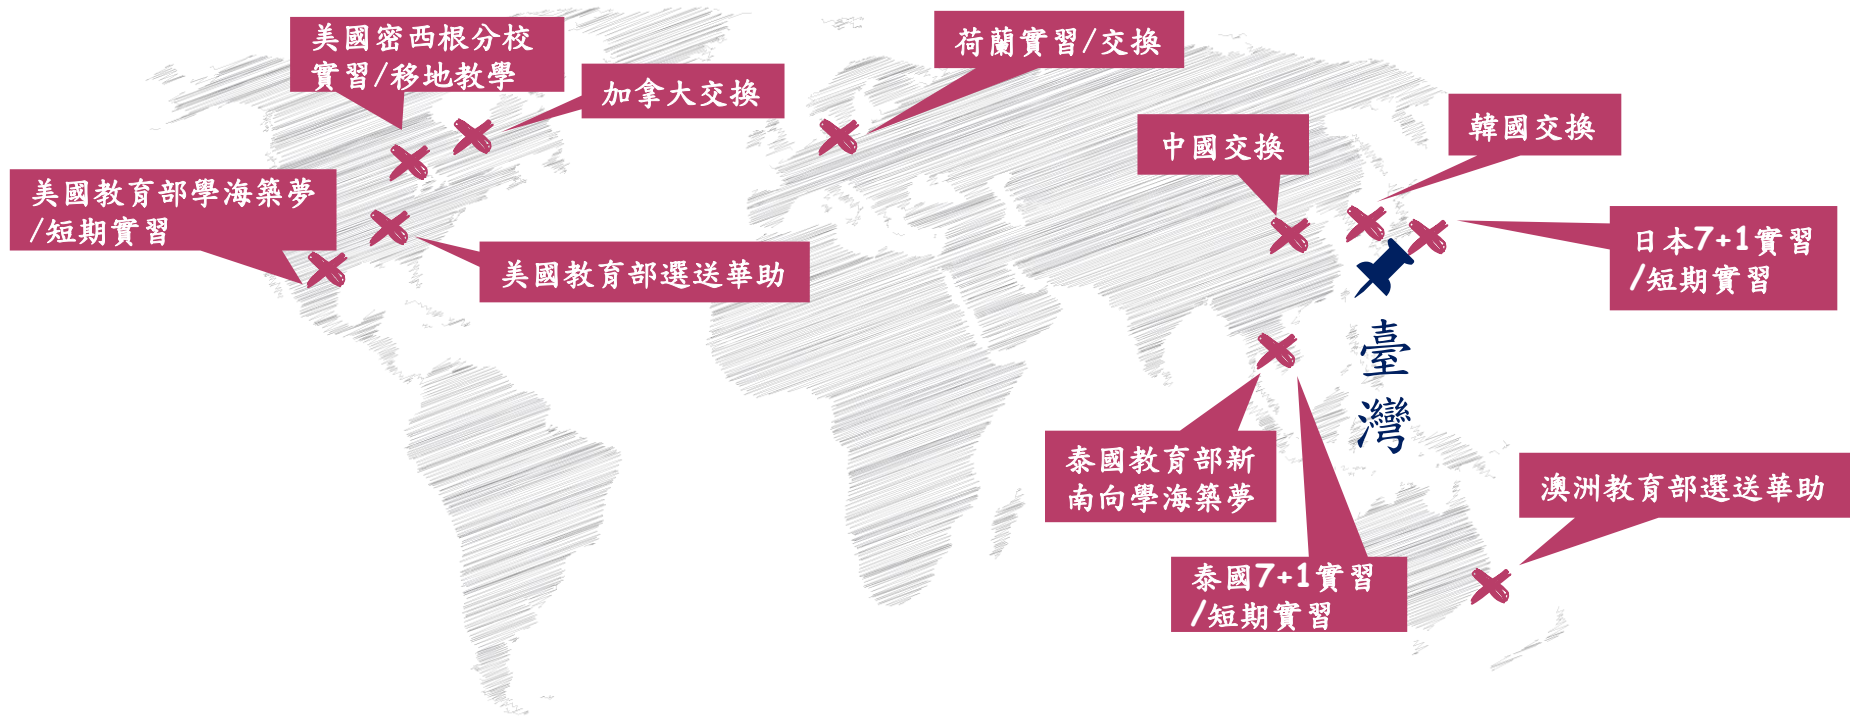 美國密西根分校
實習/移地教學
加拿大交換
荷蘭實習/交換
中國交換
韓國交換
美國教育部學海築夢
/短期實習
美國教育部選送華助
日本7+1實習
/短期實習
臺灣
泰國教育部新
南向學海築夢
澳洲教育部選送華助
泰國7+1實習
/短期實習